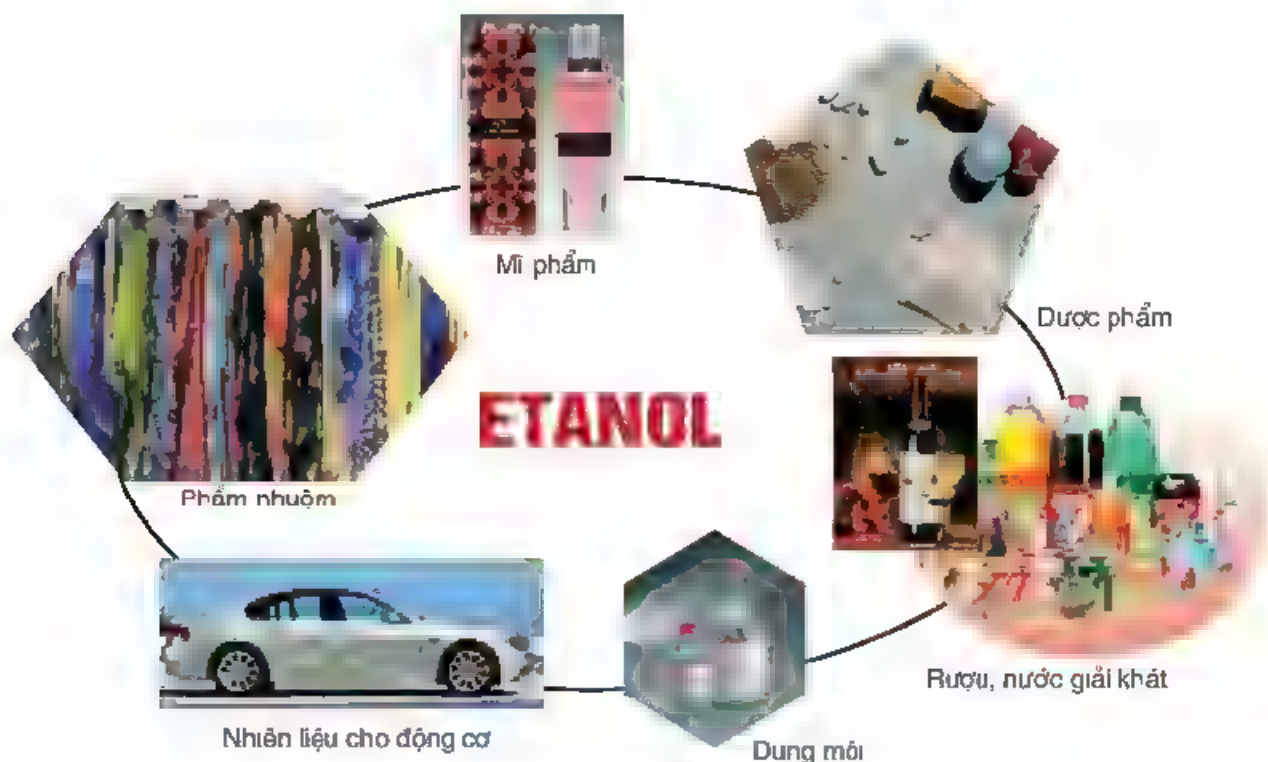 Mĩ phẩm
Dược phẩm
ETANOL
Phẩm nhuộm
Rượu, nước giải khát
Nhiên liệu cho động cơ
Dung môi